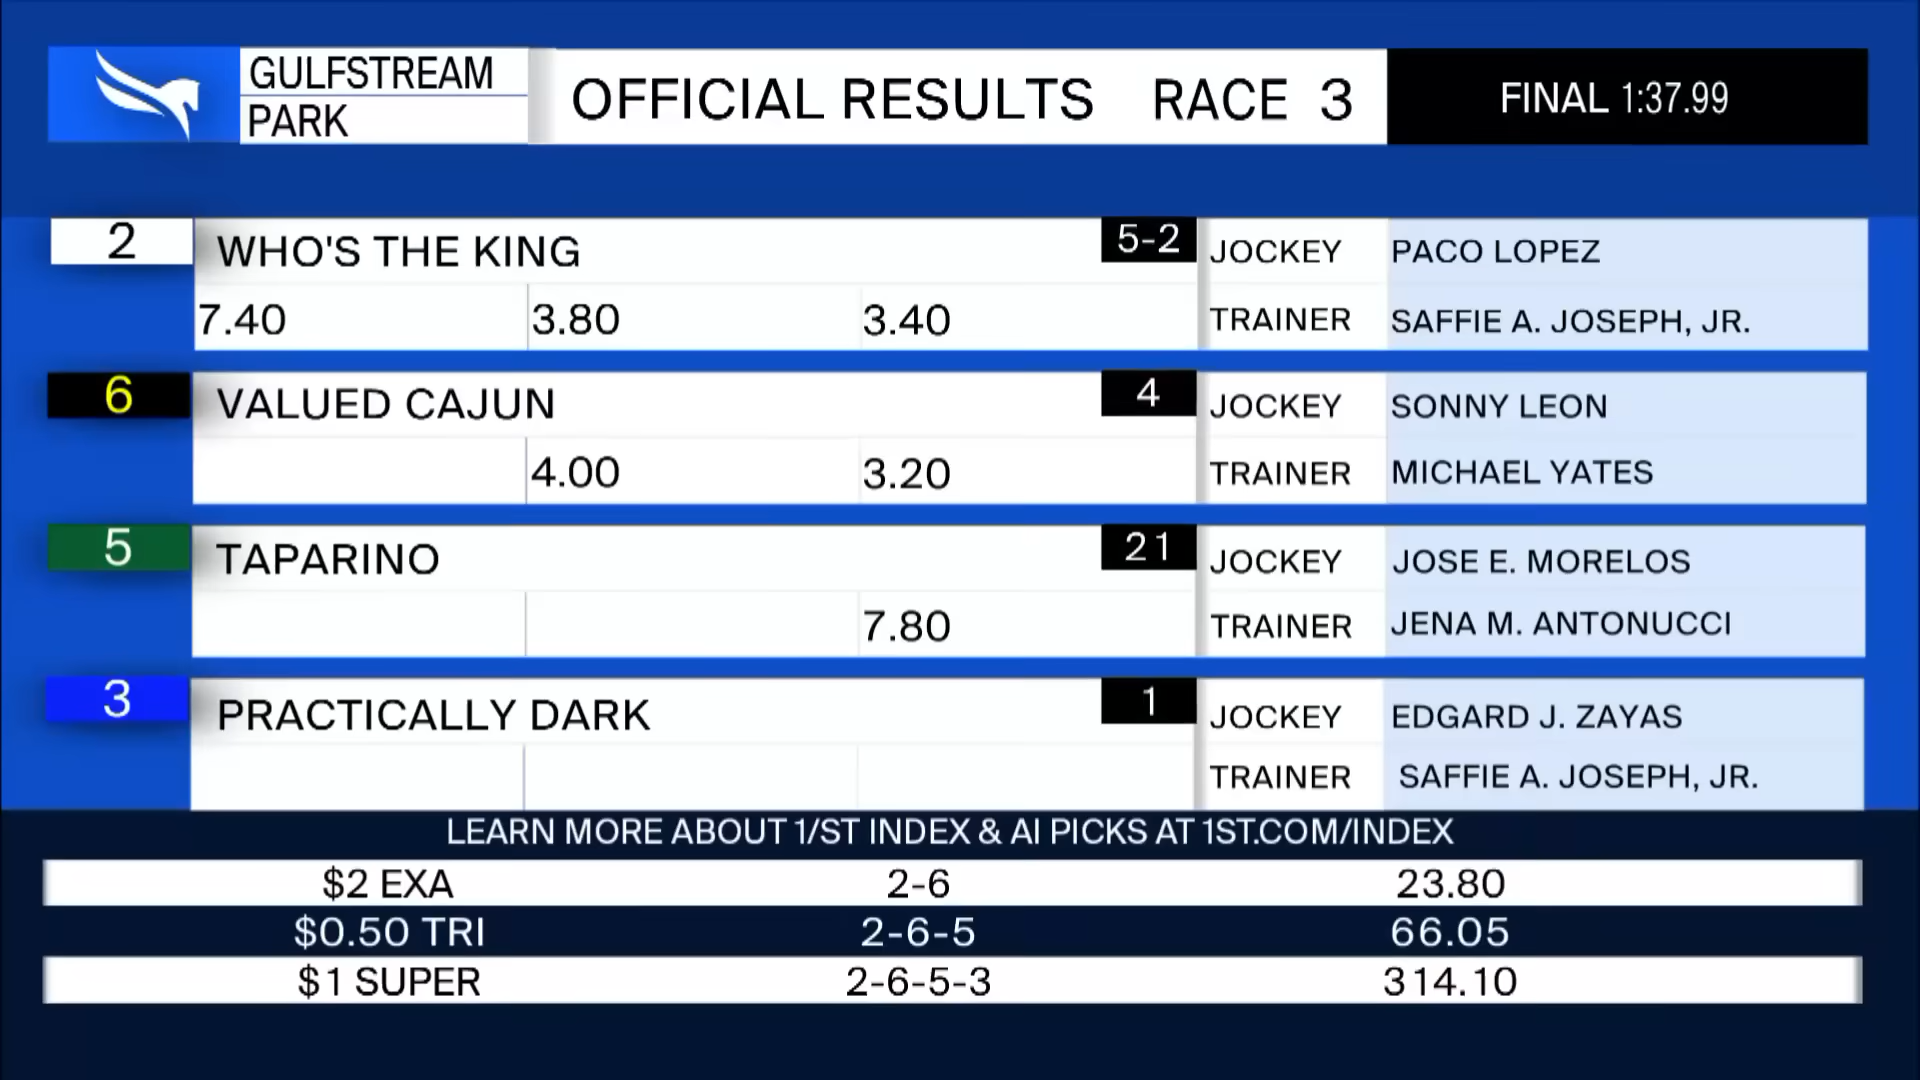 GULFSTREAM
PARK
OFFICIAL RESULTS RACE 3
FINAL 1:37.99
2 WHO'S THE KING 5-2 JOCKEY PACO LOPEZ
7.40 3.80 3.40 TRAINER SAFFIE A. JOSEPH, JR.
6 VALUED CAJUN 4 JOCKEY SONNY LEON
4.00 3.20 TRAINER MICHAEL YATES
5 TAPARINO 21 JOCKEY JOSE E. MORELOS
7.80 TRAINER JENA M. ANTONUCCI
3 PRACTICALLY DARK 1 JOCKEY EDGARD J. ZAYAS
TRAINER SAFFIE A. JOSEPH, JR.
LEARN MORE ABOUT 1/ST INDEX & AI PICKS AT 1ST.COM/INDEX
$2 EXA 2-6 23.80
$0.50 TRI 2-6-5 66.05
$1 SUPER 2-6-5-3 314.10